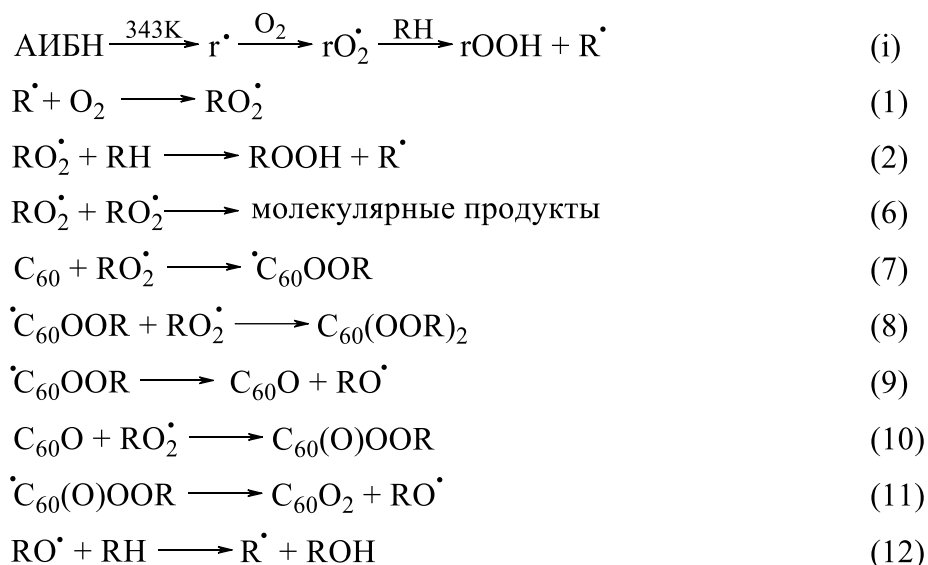 АИБН 343K→ r• O₂→ rO₂• RH→ rOOH + R• (i)
R• + O₂ → RO₂• (1)
RO₂• + RH → ROOH + R• (2)
RO₂• + RO₂• → молекулярные продукты (6)
C₆₀ + RO₂• → •C₆₀OOR (7)
•C₆₀OOR + RO₂• → C₆₀(OOR)₂ (8)
•C₆₀OOR → C₆₀O + RO• (9)
C₆₀O + RO₂• → C₆₀(O)OOR (10)
•C₆₀(O)OOR → C₆₀O₂ + RO• (11)
RO• + RH → R• + ROH (12)